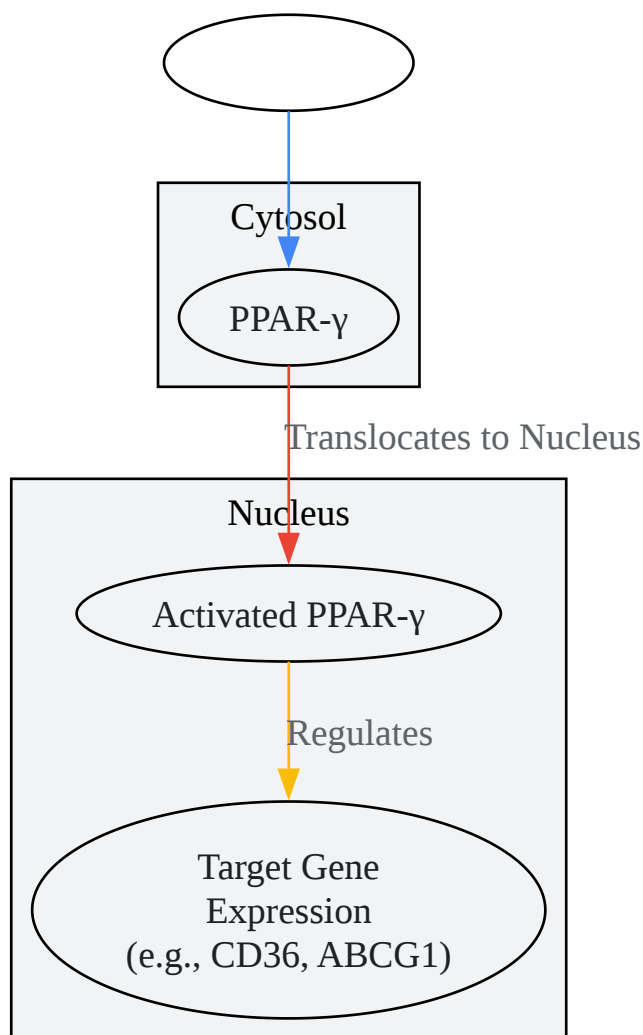 Cytosol
PPAR-γ
Translocates to Nucleus
Nucleus
Activated PPAR-γ
Regulates
Target Gene
Expression
(e.g., CD36, ABCG1)